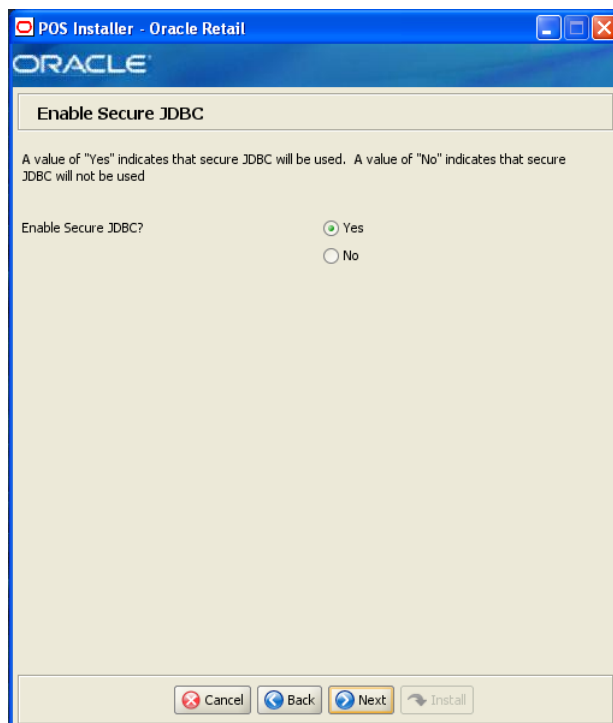 POS Installer - Oracle Retail
ORACLE
Enable Secure JDBC
A value of "Yes" indicates that secure JDBC will be used. A value of "No" indicates that secure
JDBC will not be used
Enable Secure JDBC?
Yes
No
Cancel
Back
Next
Install